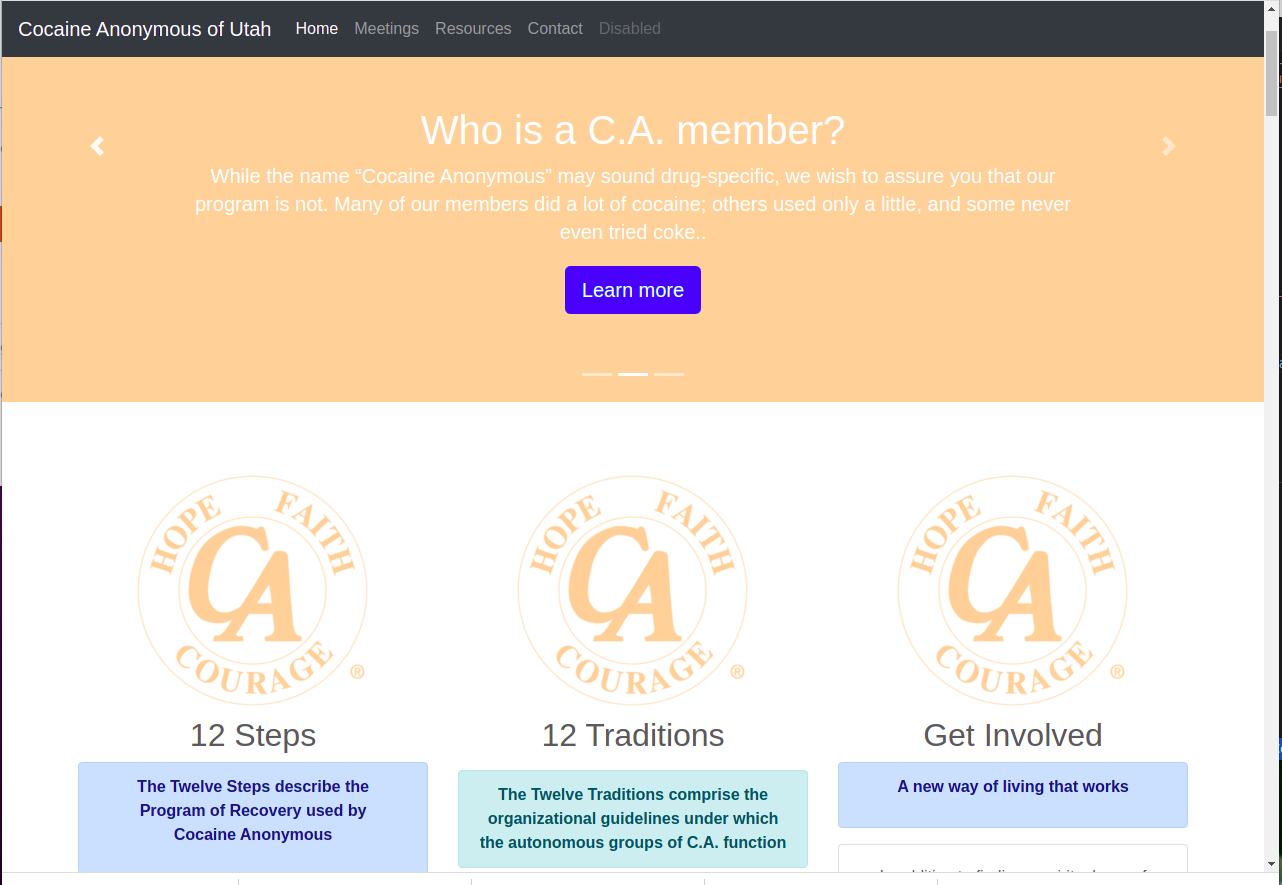 Cocaine Anonymous of Utah Home Meetings Resources Contact Disabled
Who is a C.A. member?
While the name “Cocaine Anonymous” may sound drug-specific, we wish to assure you that our
program is not. Many of our members did a lot of cocaine; others used only a little, and some never
even tried coke..
Learn more
HOPE FAITH
CA
COURAGE ®
HOPE FAITH
CA
COURAGE ®
HOPE FAITH
CA
COURAGE ®
12 Steps
The Twelve Steps describe the
Program of Recovery used by
Cocaine Anonymous
12 Traditions
The Twelve Traditions comprise the
organizational guidelines under which
the autonomous groups of C.A. function
Get Involved
A new way of living that works